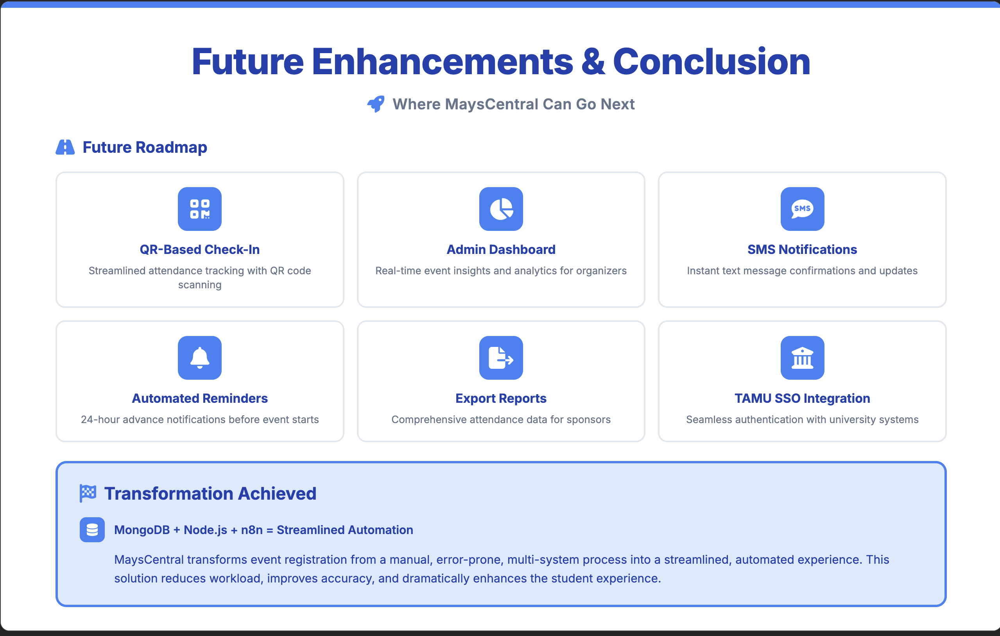 Future Enhancements & Conclusion
Where MaysCentral Can Go Next
Future Roadmap
QR-Based Check-In
Streamlined attendance tracking with QR code
scanning
Admin Dashboard
Real-time event insights and analytics for organizers
SMS
SMS Notifications
Instant text message confirmations and updates
Automated Reminders
24-hour advance notifications before event starts
Export Reports
Comprehensive attendance data for sponsors
TAMU SSO Integration
Seamless authentication with university systems
Transformation Achieved
MongoDB + Node.js + n8n = Streamlined Automation
MaysCentral transforms event registration from a manual, error-prone, multi-system process into a streamlined, automated experience. This
solution reduces workload, improves accuracy, and dramatically enhances the student experience.